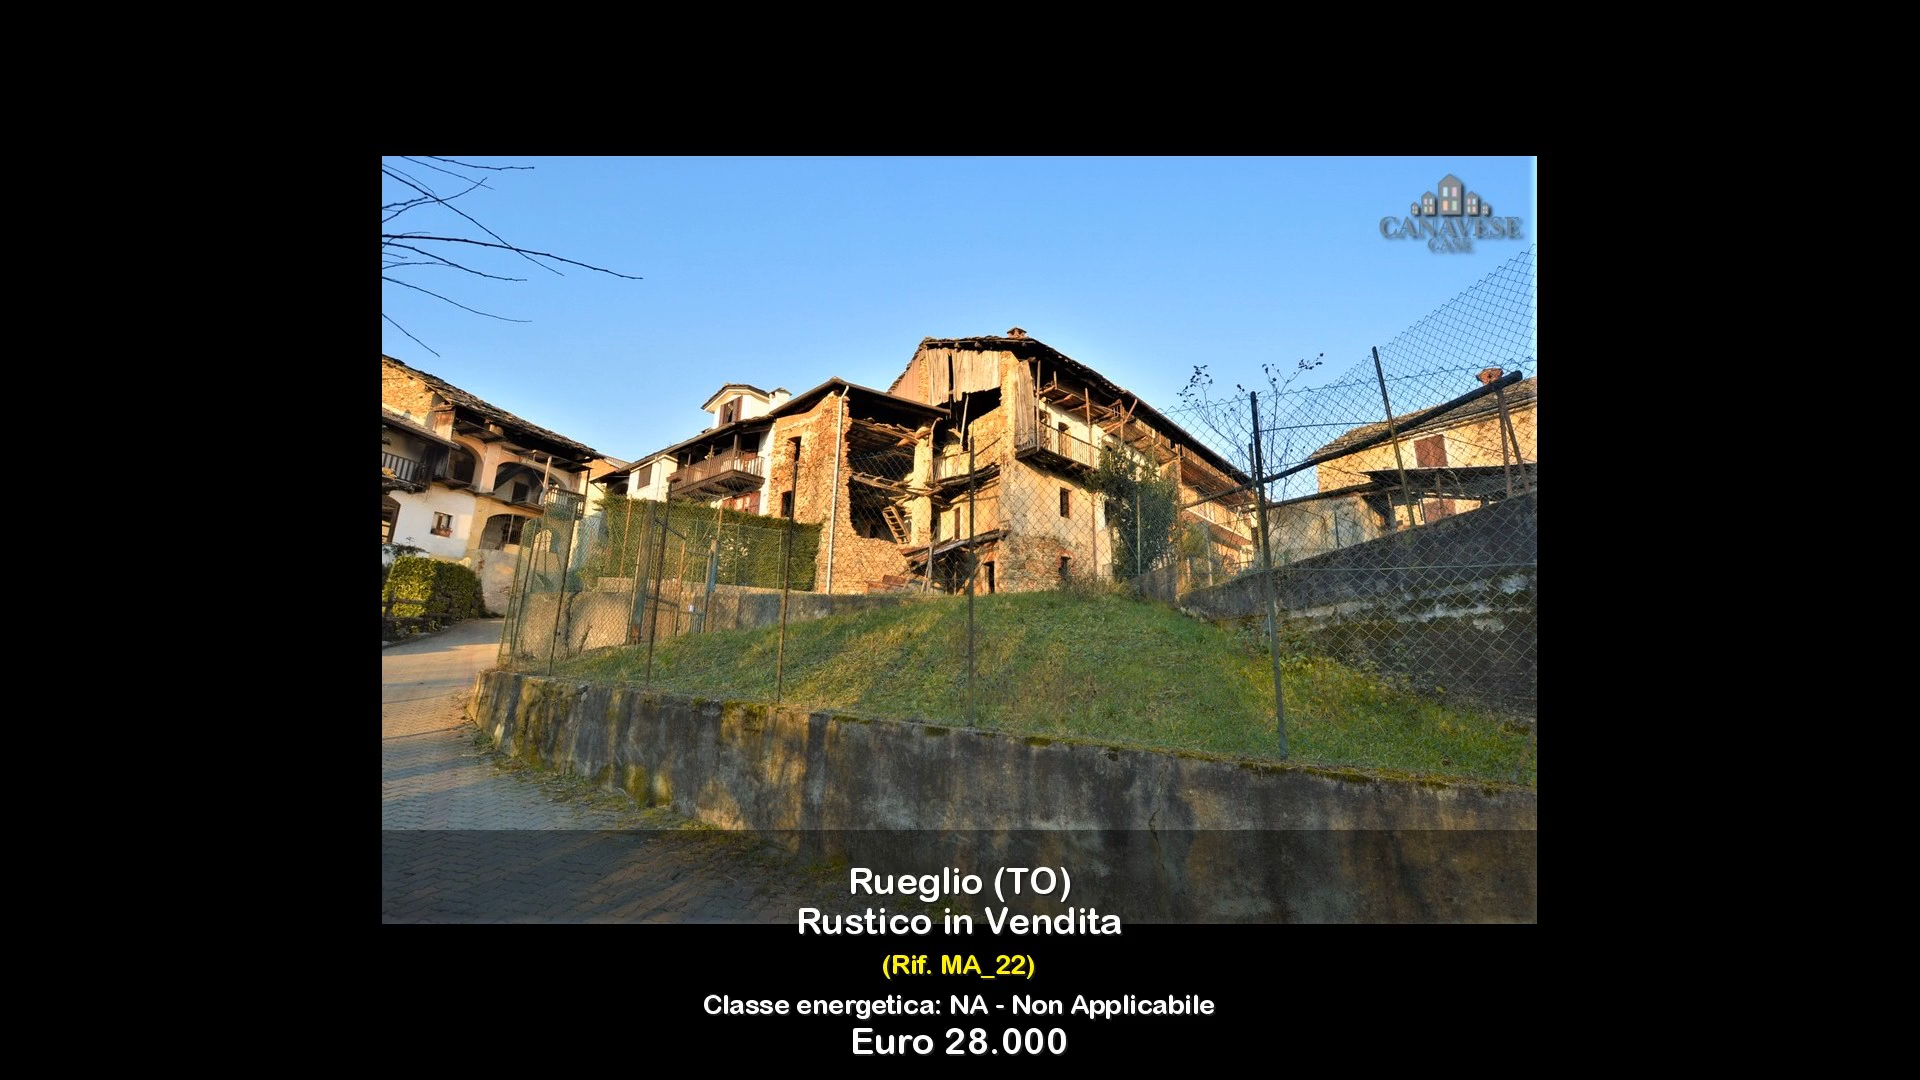 CANAVESE
CASE
Rueglio (TO)
Rustico in Vendita
(Rif. MA_22)
Classe energetica: NA - Non Applicabile
Euro 28.000